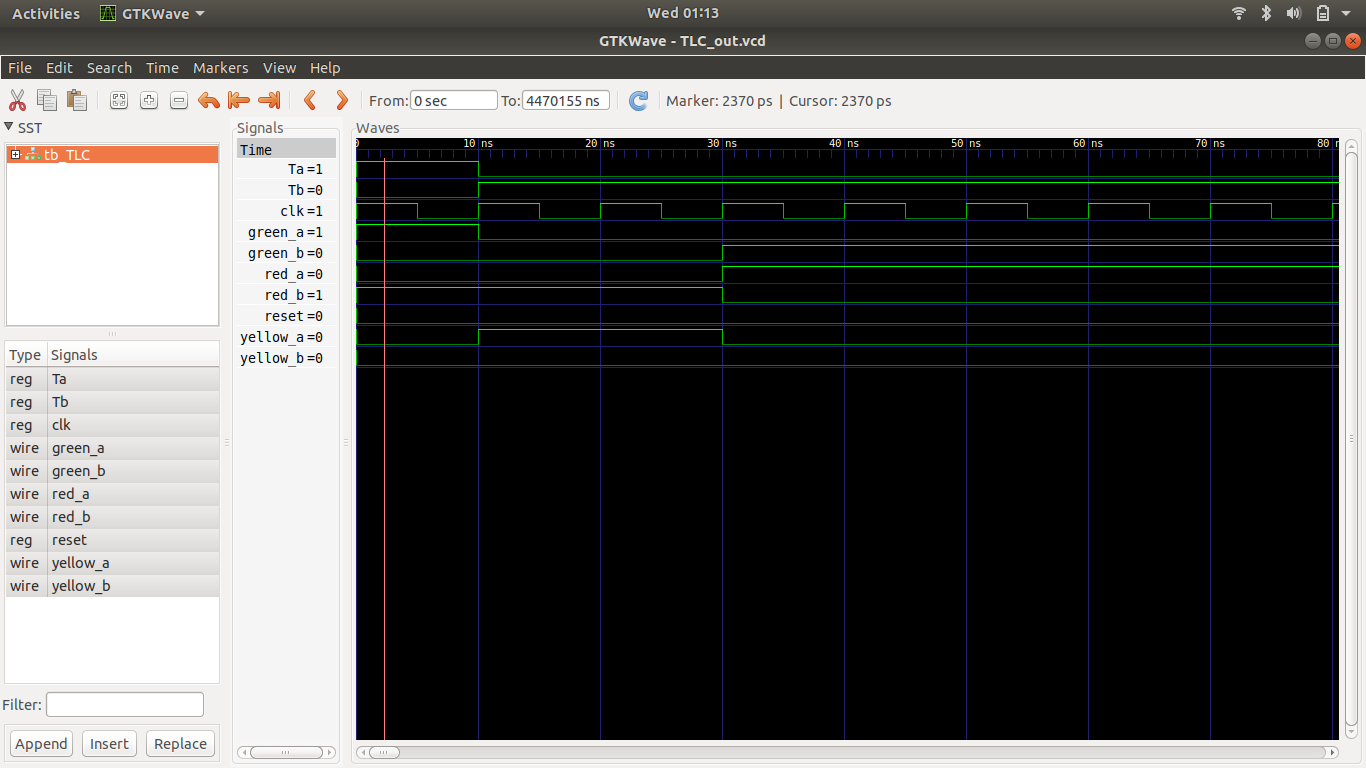 Activities GTKWave Wed 01:13
GTKWave - TLC_out.vcd
File Edit Search Time Markers View Help
From: 0 sec To: 4470155 ns Marker: 2370 ps | Cursor: 2370 ps
SST
tb_TLC
Type Signals
reg Ta
reg Tb
reg clk
wire green_a
wire green_b
wire red_a
wire red_b
reg reset
wire yellow_a
wire yellow_b
Filter:
Append Insert Replace
Signals
Time
Ta=1
Tb=0
clk=1
green_a=1
green_b=0
red_a=0
red_b=1
reset=0
yellow_a=0
yellow_b=0
Waves
0 10 ns 20 ns 30 ns 40 ns 50 ns 60 ns 70 ns 80 n